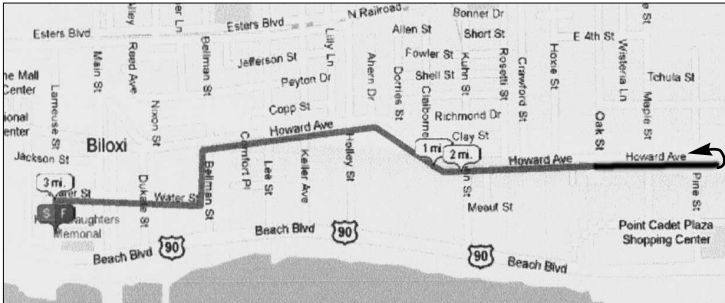 Bonner Dr
N Railroad
Esters Blvd
Esters Blvd
Allen St
Short St
E 4th St
Main St
Reed Ave
Bellman St
Jefferson St
Lilly Ln
Ahern Dr
Fowler St
Kuhn St
Rosetti St
Crawford St
Hoxie St
Wisteria Ln
Peyton Dr
Dorries St
Shell St
Tchula St
Lameuse St
Nixon St
Copp St
Claiborne
Richmond Dr
Oak St
Maple St
Howard Ave
Clay St
Biloxi
1 mi.
2 mi.
Howard Ave
Howard Ave
Jackson St
Comfort Pl
Lee St
Keller Ave
Holley St
Bellman St
3 mi.
Water St
Pine St
S F
Meaut St
Point Cadet Plaza
Shopping Center
Beach Blvd
90
90
90
Beach Blvd
Beach Blvd